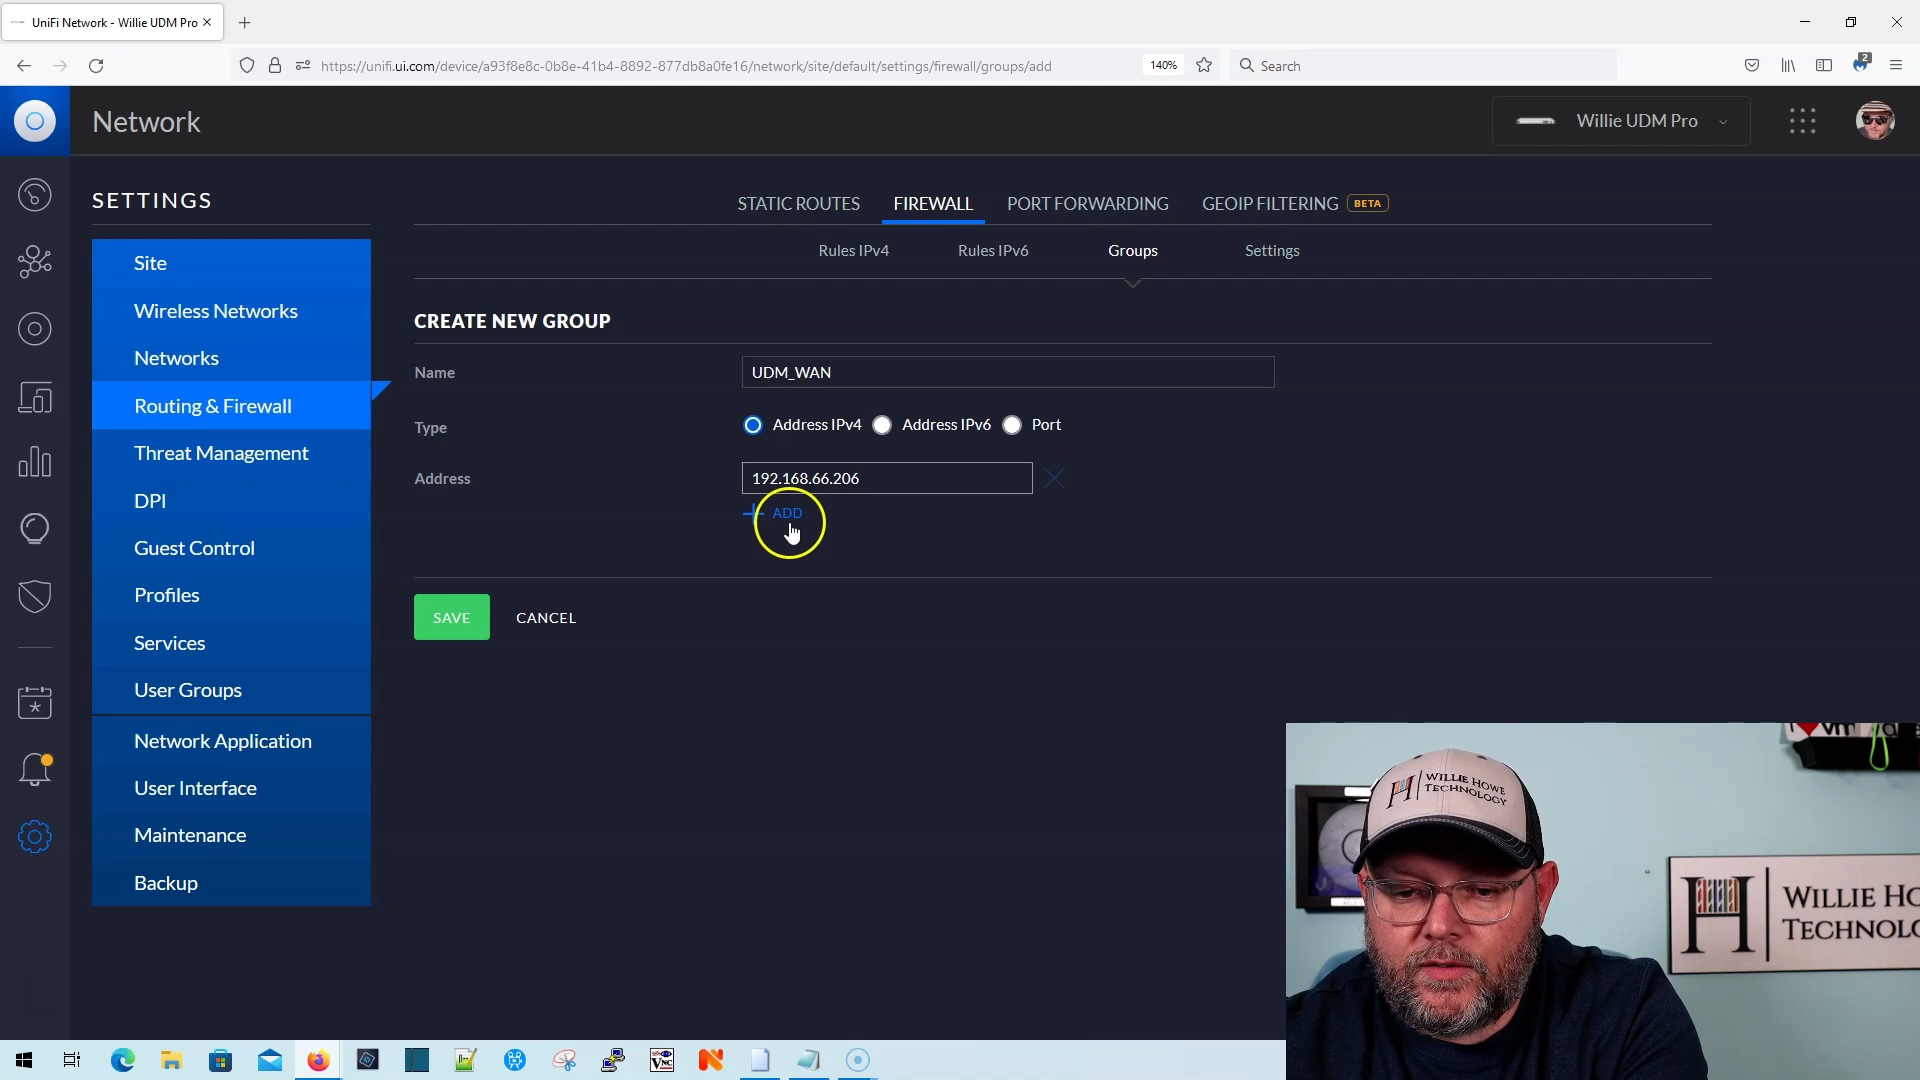 UniFi Network - Willie UDM Pro
https://unifi.ui.com/device/a93f8e8c-0b8e-41b4-8892-877db8a0fe16/network/site/default/settings/firewall/groups/add
140%
Search
2
Network
Willie UDM Pro
SETTINGS
STATIC ROUTES
FIREWALL
PORT FORWARDING
GEOIP FILTERING
BETA
Rules IPv4
Rules IPv6
Groups
Settings
Site
Wireless Networks
Networks
Routing & Firewall
Threat Management
DPI
Guest Control
Profiles
Services
User Groups
Network Application
User Interface
Maintenance
Backup
CREATE NEW GROUP
Name
UDM_WAN
Type
Address IPv4
Address IPv6
Port
Address
192.168.66.206
ADD
SAVE
CANCEL
WILLIE HOWE
TECHNOLOGY
WILLIE HO
TECHNOLO
VNC